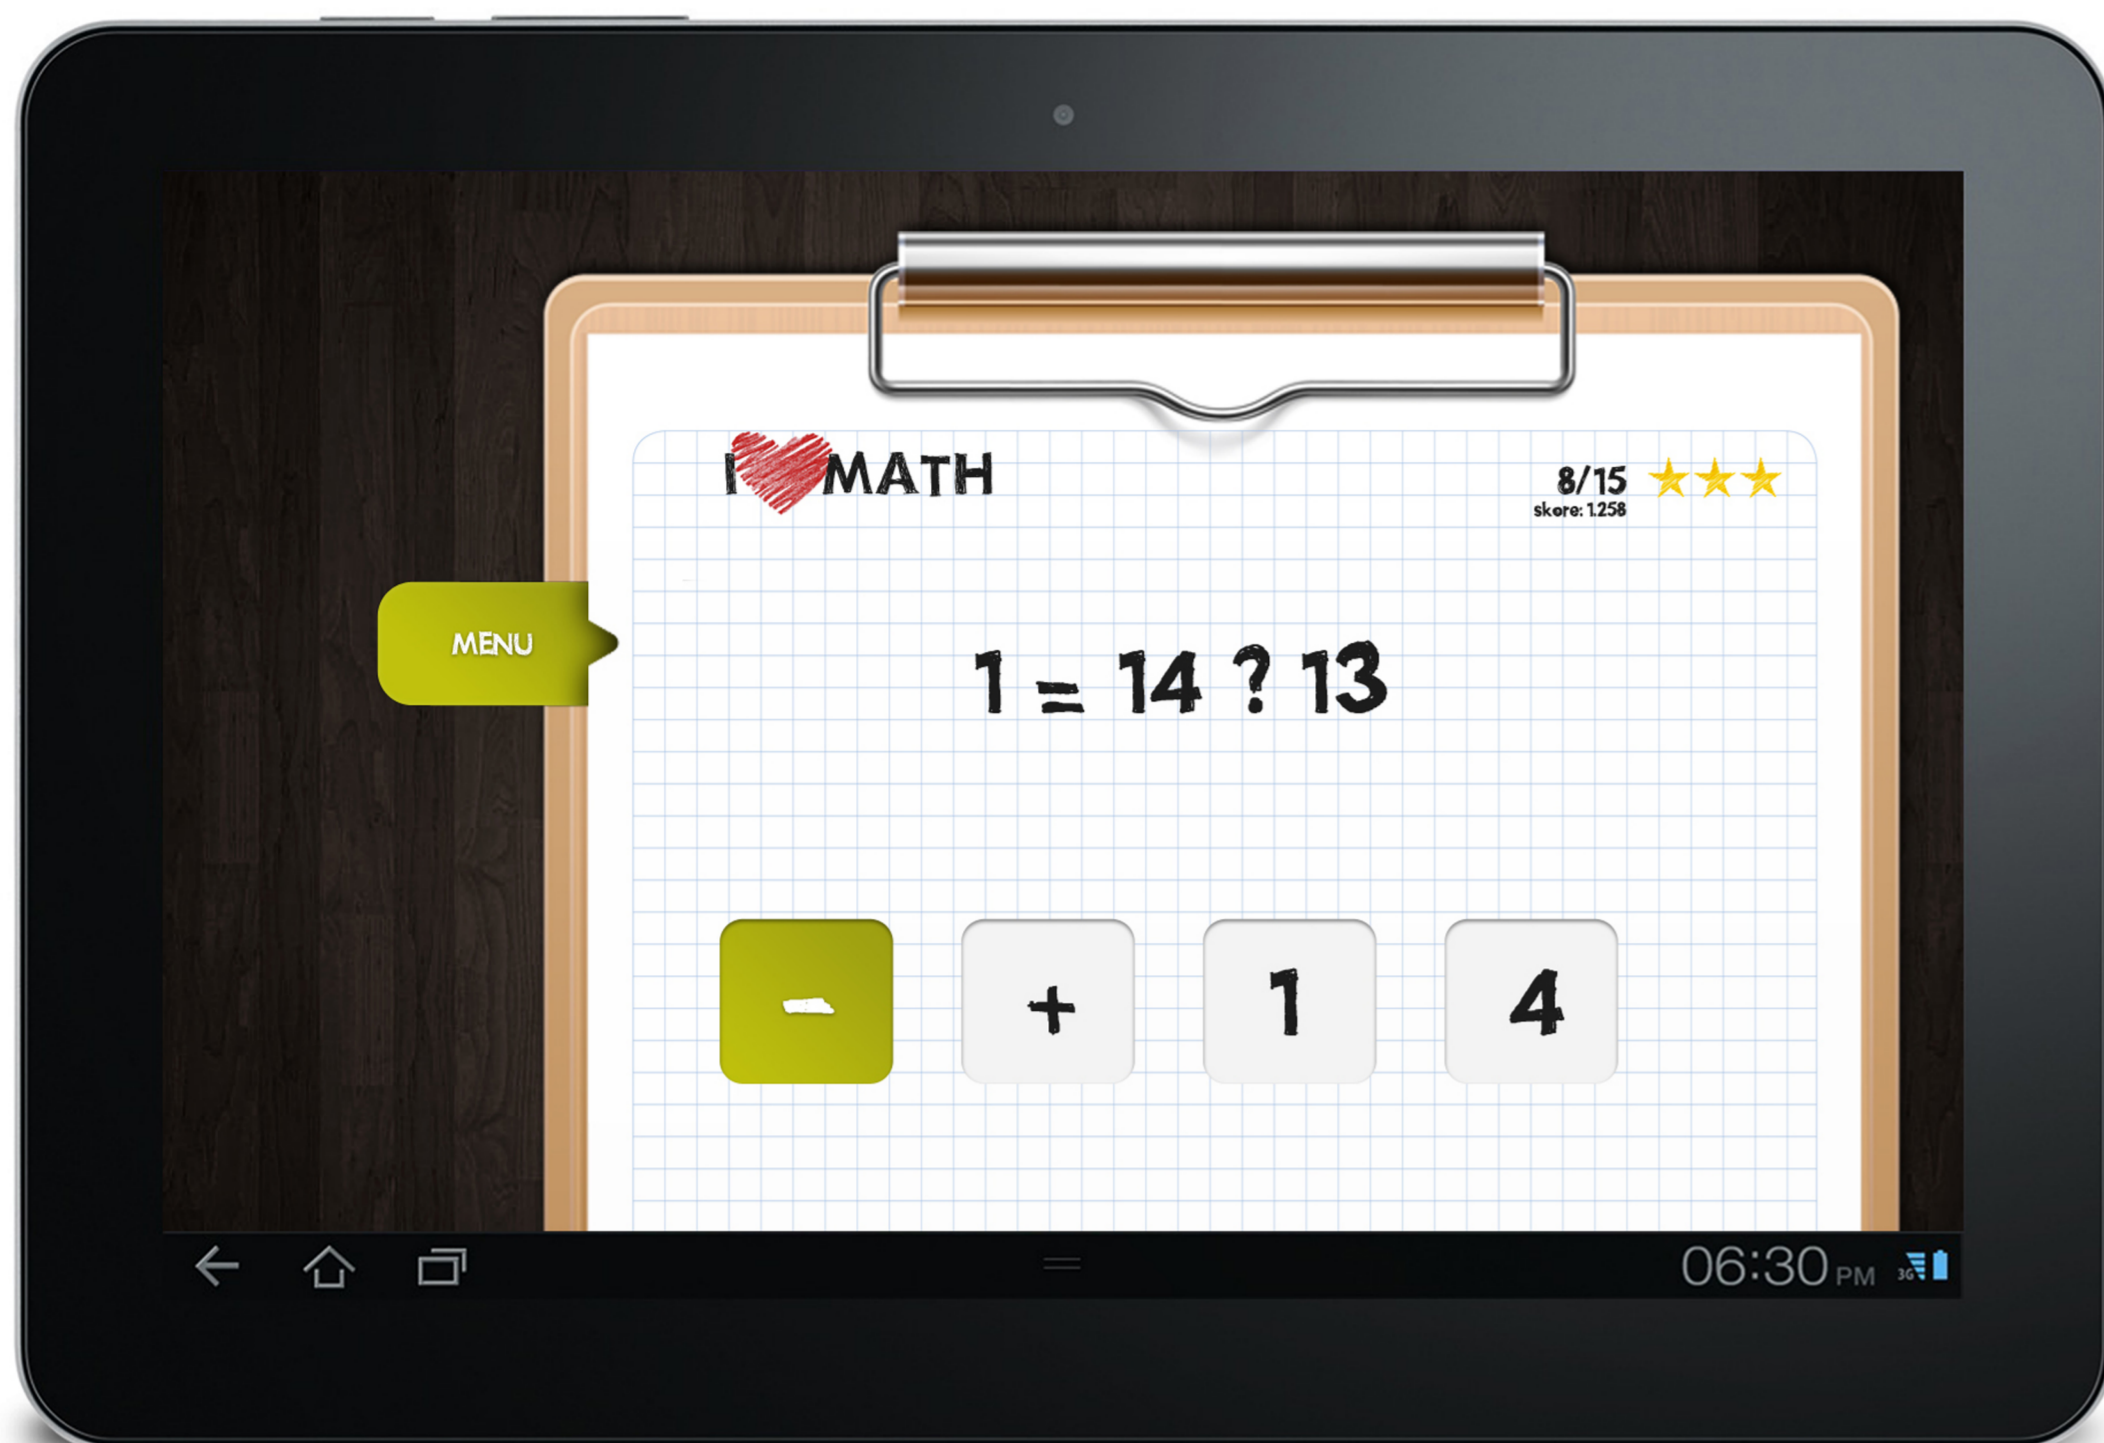 I ❤ MATH
8/15
skore: 1.258
MENU
1 = 14 ? 13
- + 1 4
06:30 PM
3G